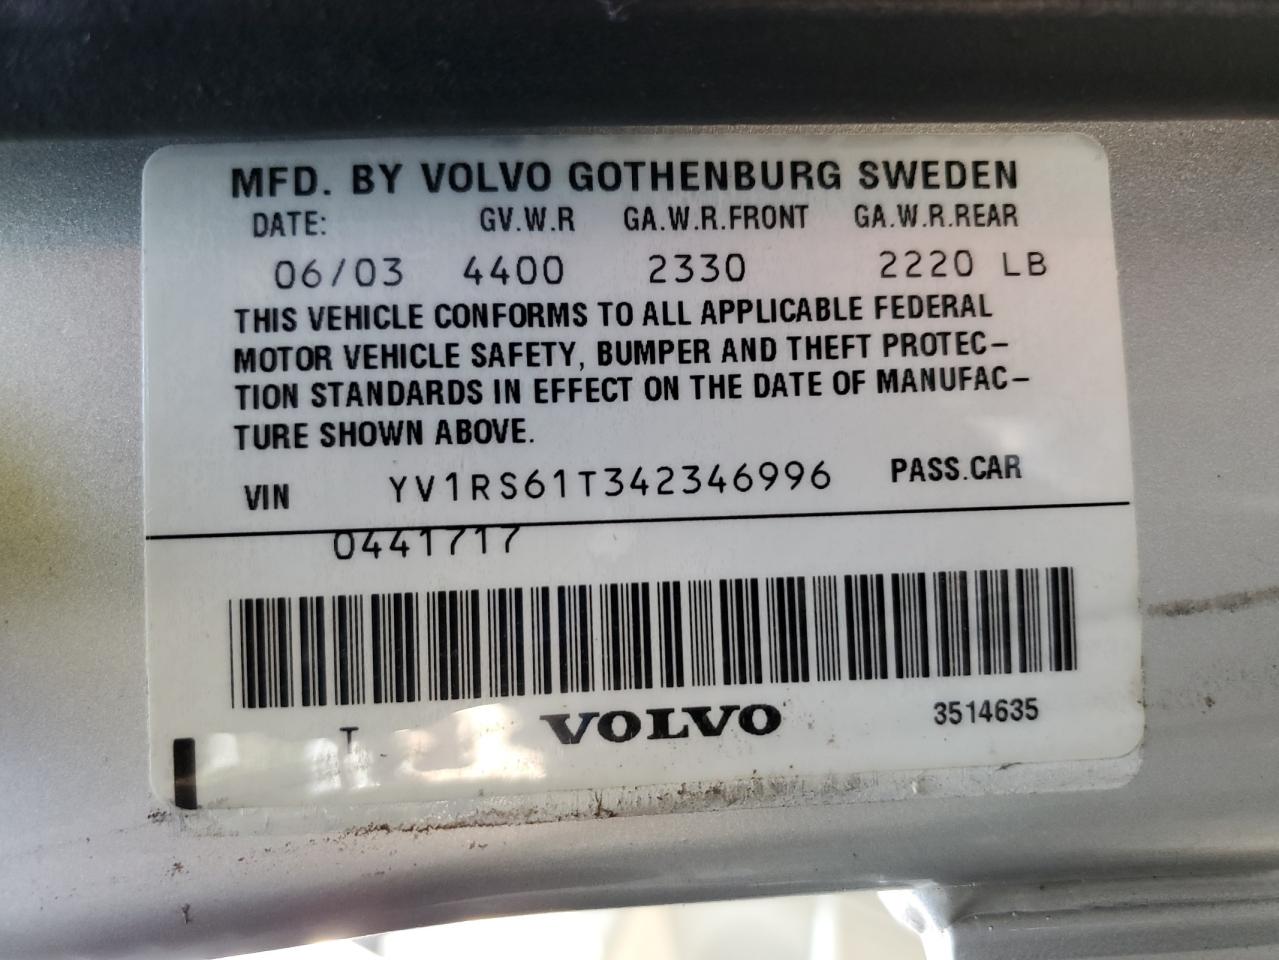 MFD. BY VOLVO GOTHENBURG SWEDEN
DATE: GV.W.R GA.W.R.FRONT GA.W.R.REAR
06/03 4400 2330 2220 LB
THIS VEHICLE CONFORMS TO ALL APPLICABLE FEDERAL
MOTOR VEHICLE SAFETY, BUMPER AND THEFT PROTEC-
TION STANDARDS IN EFFECT ON THE DATE OF MANUFAC-
TURE SHOWN ABOVE.
VIN YV1RS61T342346996 PASS.CAR
0441717
T VOLVO 3514635